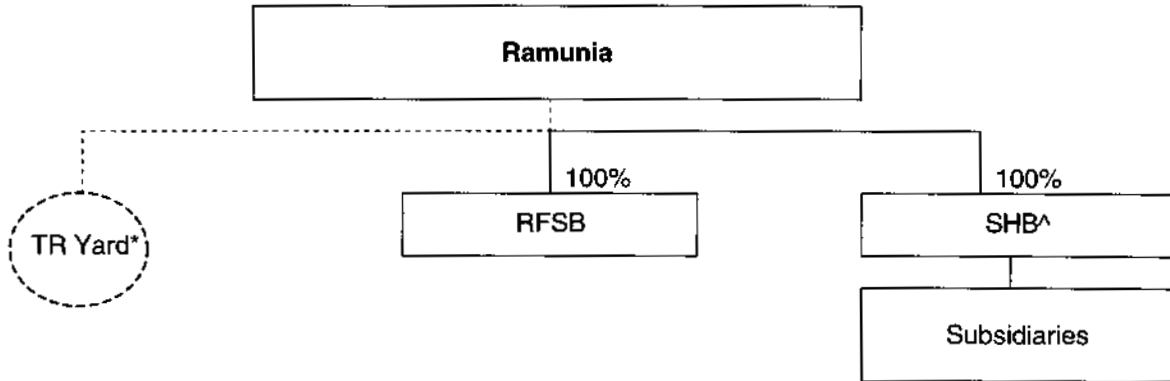 Ramunia
100%
100%
TR Yard*
RFSB
SHB^
Subsidiaries